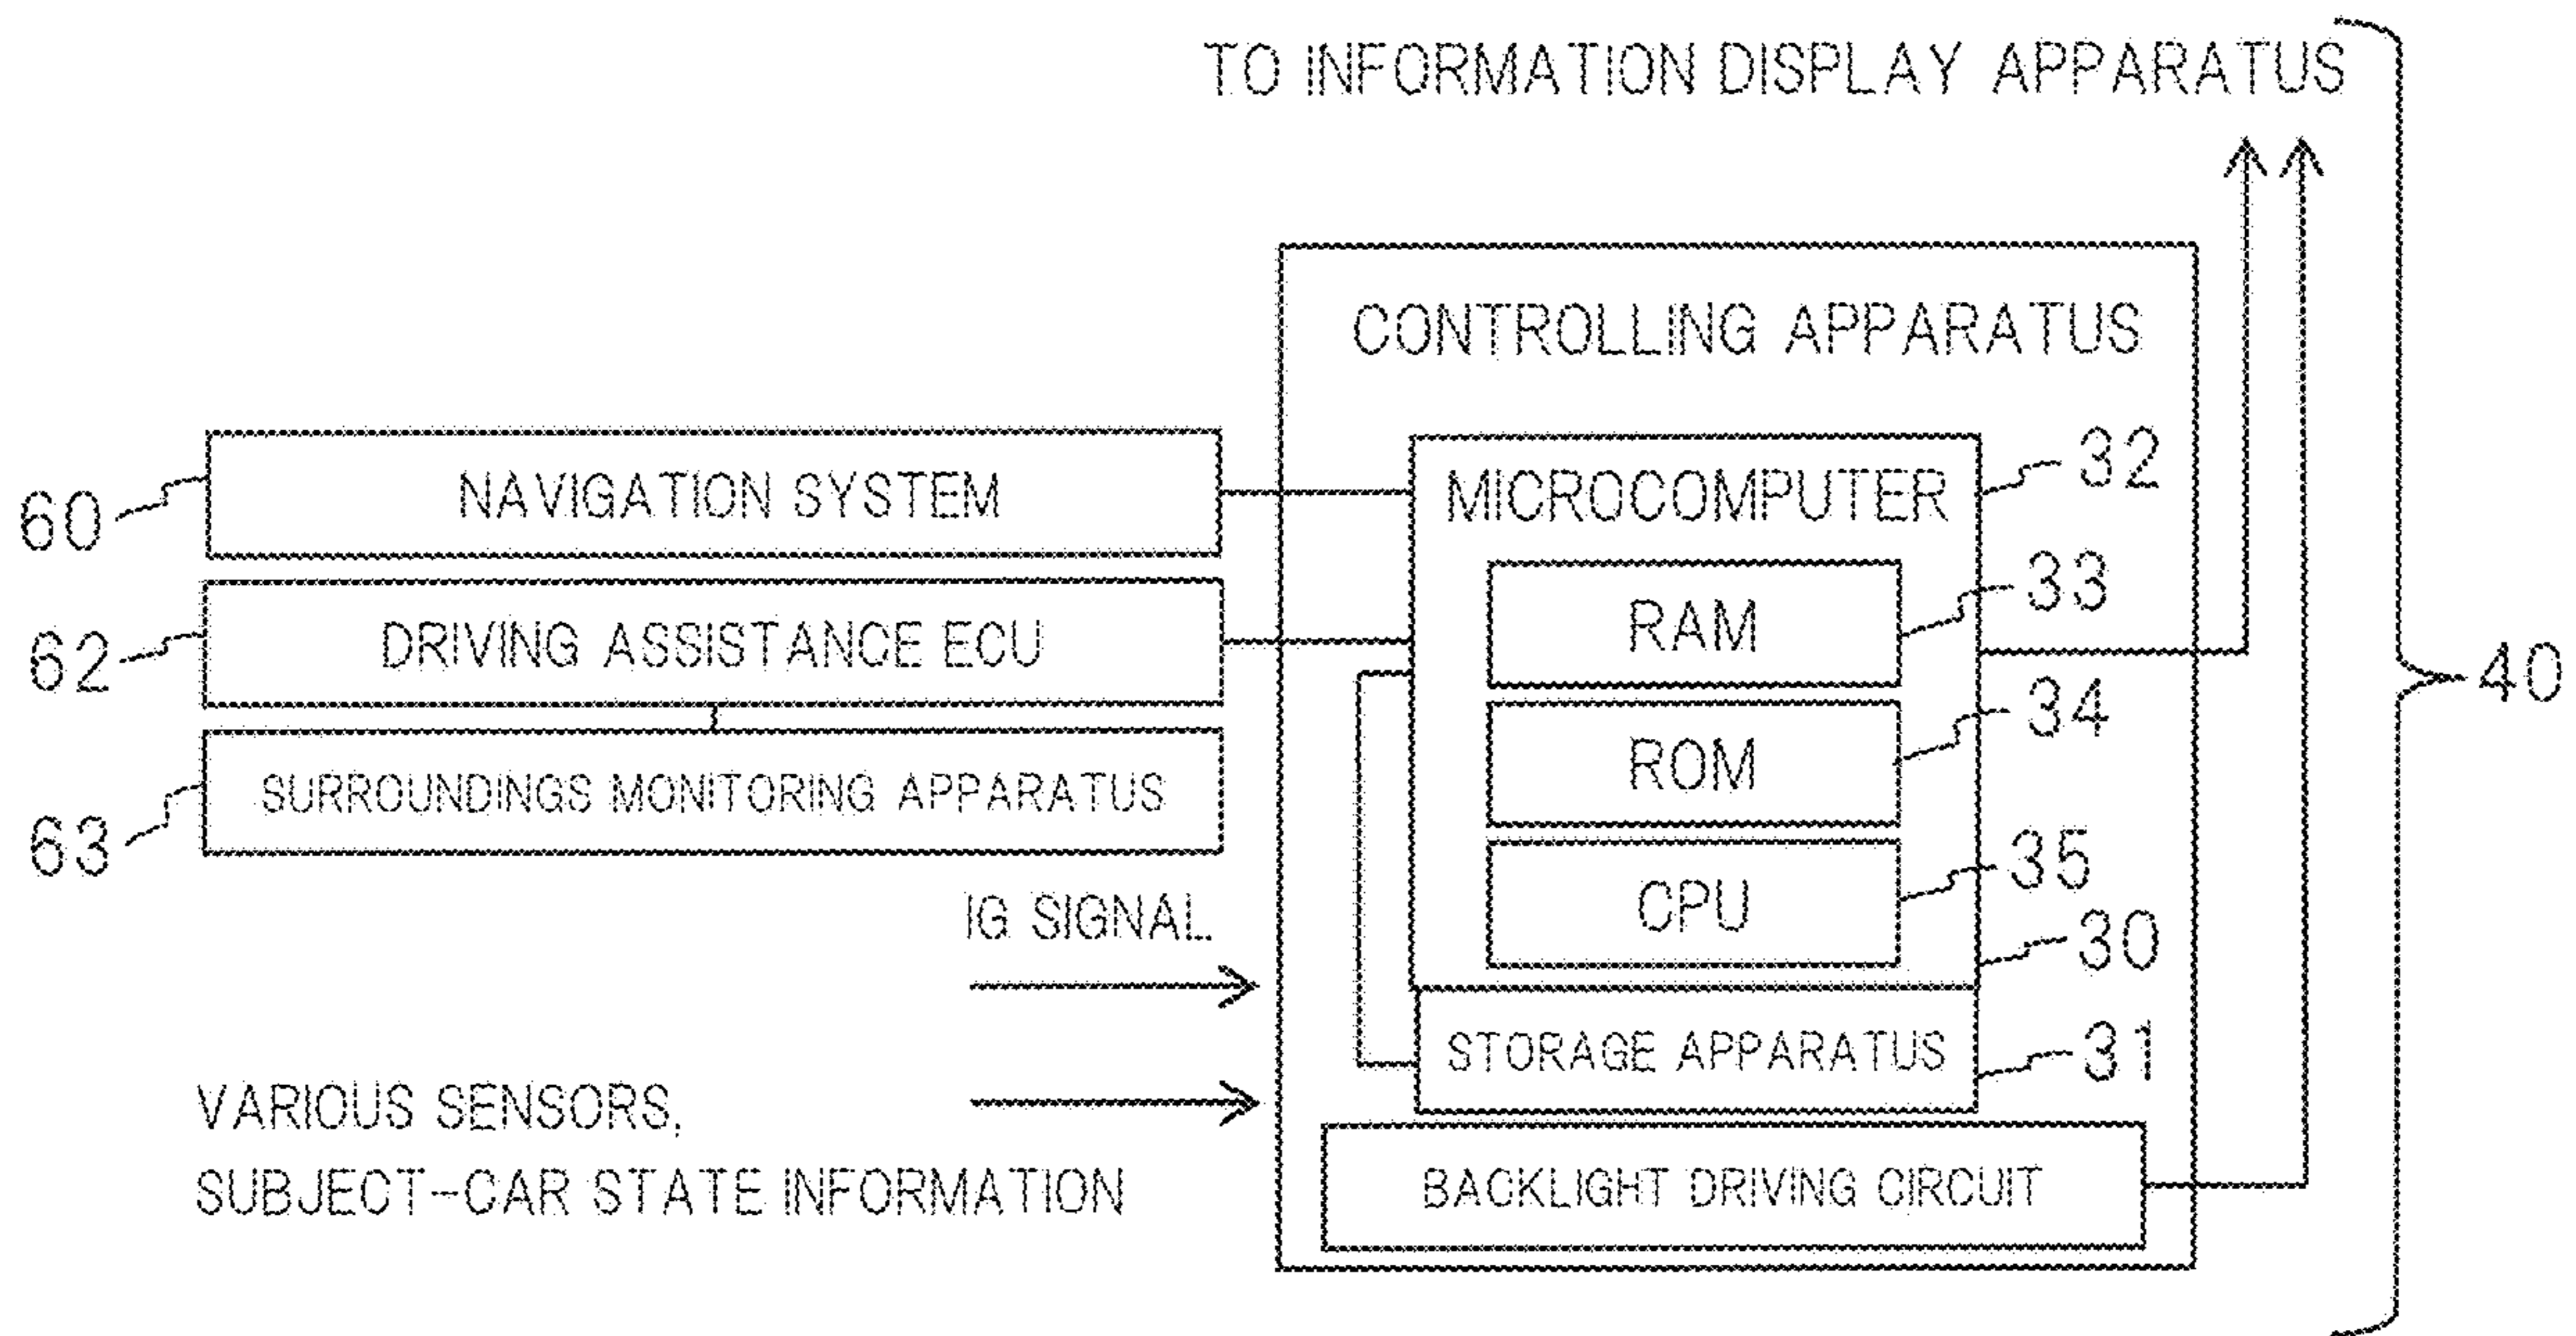 TO INFORMATION DISPLAY APPARATUS
CONTROLLING APPARATUS
60
NAVIGATION SYSTEM
MICROCOMPUTER
32
62
DRIVING ASSISTANCE ECU
RAM
33
40
63
SURROUNDINGS MONITORING APPARATUS
ROM
34
CPU
35
IG SIGNAL
30
STORAGE APPARATUS
31
VARIOUS SENSORS,
SUBJECT-CAR STATE INFORMATION
BACKLIGHT DRIVING CIRCUIT